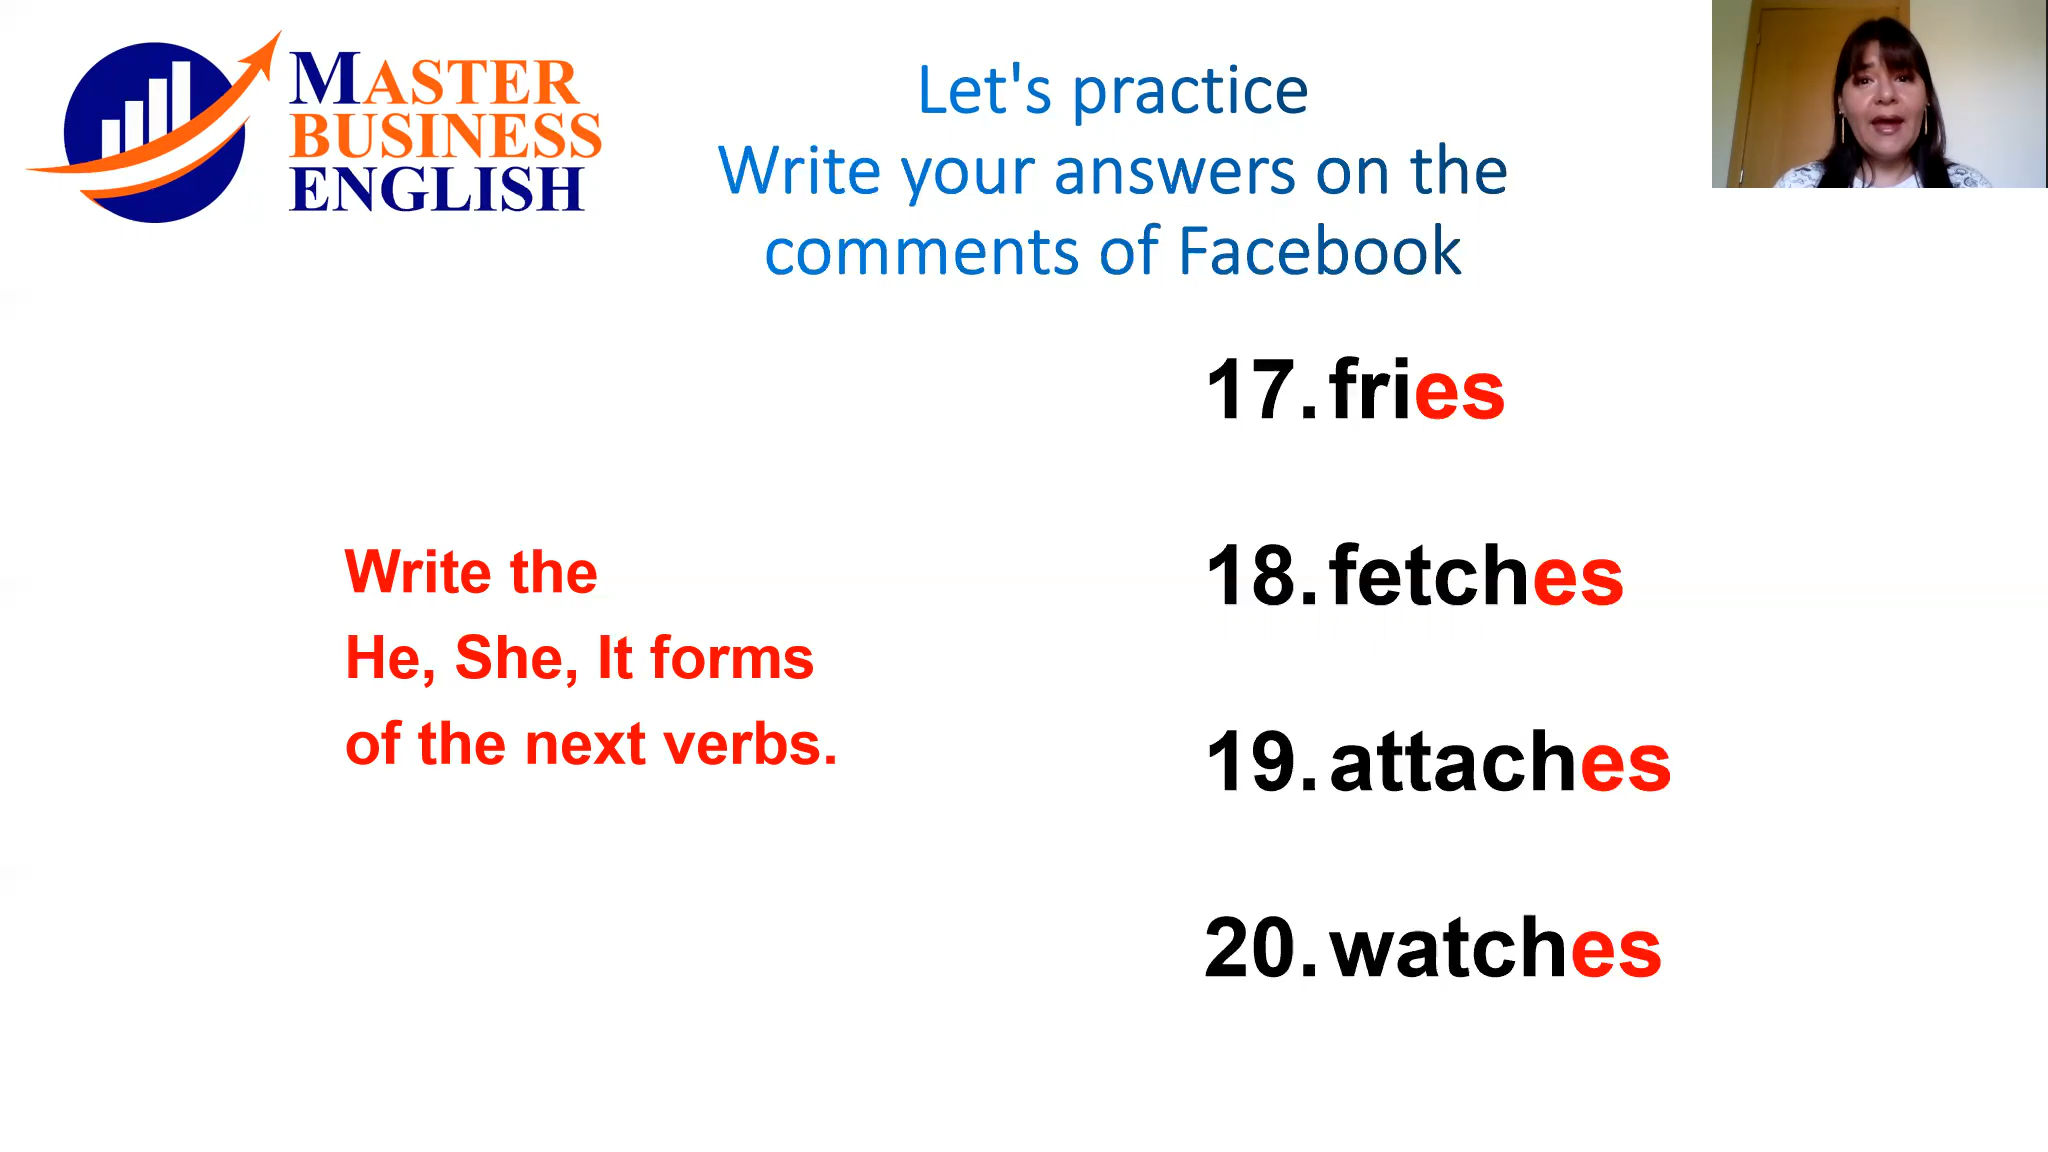 MASTER
BUSINESS
ENGLISH
Let's practice
Write your answers on the
comments of Facebook
Write the
He, She, It forms
of the next verbs.
17. fries
18. fetches
19. attaches
20. watches